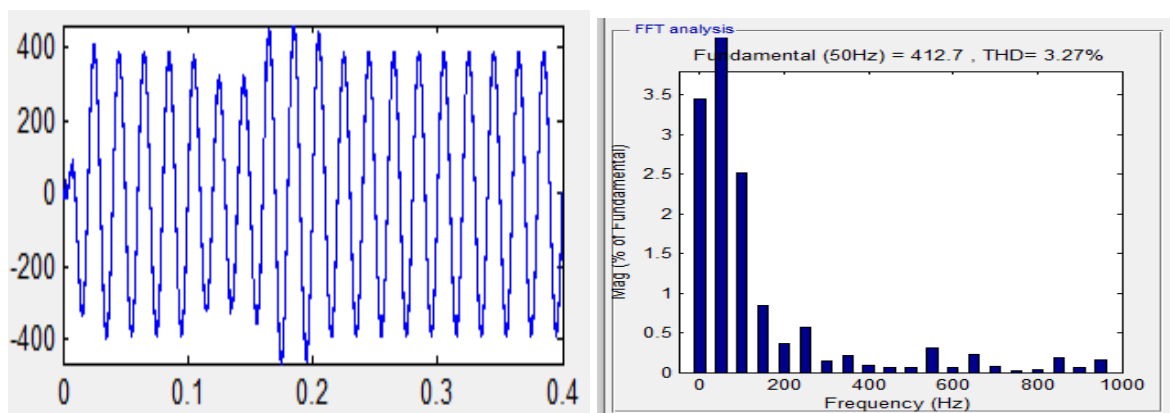 400
200
0
-200
-400
0 0.1 0.2 0.3 0.4
FFT analysis
Fundamental (50Hz) = 412.7 , THD= 3.27%
Mag (% of Fundamental)
3.5
3
2.5
2
1.5
1
0.5
0
0 200 400 600 800 1000
Frequency (Hz)